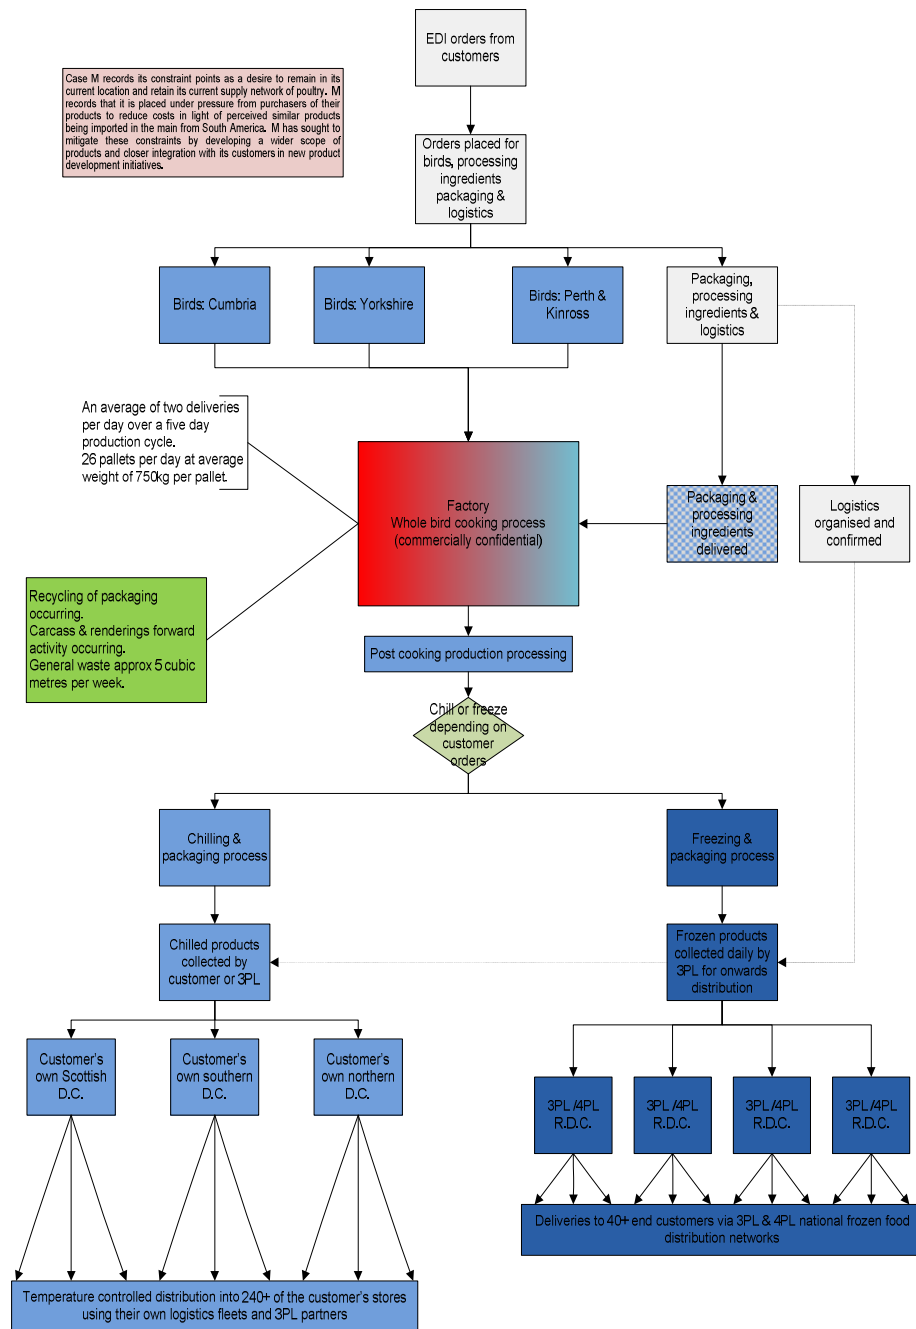 EDI orders from
customers
Case M records its constraint points as a desire to remain in its
current location and retain its current supply network of poultry. M
records that it is placed under pressure from purchasers of their
products to reduce costs in light of perceived similar products
being imported in the main from South America. M has sought to
mitigate these constraints by developing a wider scope of
products and closer integration with its customers in new product
development initiatives.
Orders placed for
birds, processing
ingredients
packaging &
logistics
Birds: Cumbria
Birds: Yorkshire
Birds: Perth &
Kinross
Packaging,
processing
ingredients &
logistics
An average of two deliveries
per day over a five day
production cycle.
26 pallets per day at average
weight of 750kg per pallet.
Factory
Whole bird cooking process
(commercially confidential)
Packaging &
processing
ingredients
delivered
Logistics
organised and
confirmed
Recycling of packaging
occurring.
Carcass & renderings forward
activity occurring.
General waste approx 5 cubic
metres per week.
Post cooking production processing
Chill or freeze
depending on
customer
orders
Chilling &
packaging process
Freezing &
packaging process
Chilled products
collected by
customer or 3PL
Frozen products
collected daily by
3PL for onwards
distribution
Customer's
own Scottish
D.C.
Customer's
own southern
D.C.
Customer's
own northern
D.C.
3PL /4PL
R.D.C.
3PL /4PL
R.D.C.
3PL /4PL
R.D.C.
3PL /4PL
R.D.C.
Deliveries to 40+ end customers via 3PL & 4PL national frozen food
distribution networks
Temperature controlled distribution into 240+ of the customer's stores
using their own logistics fleets and 3PL partners